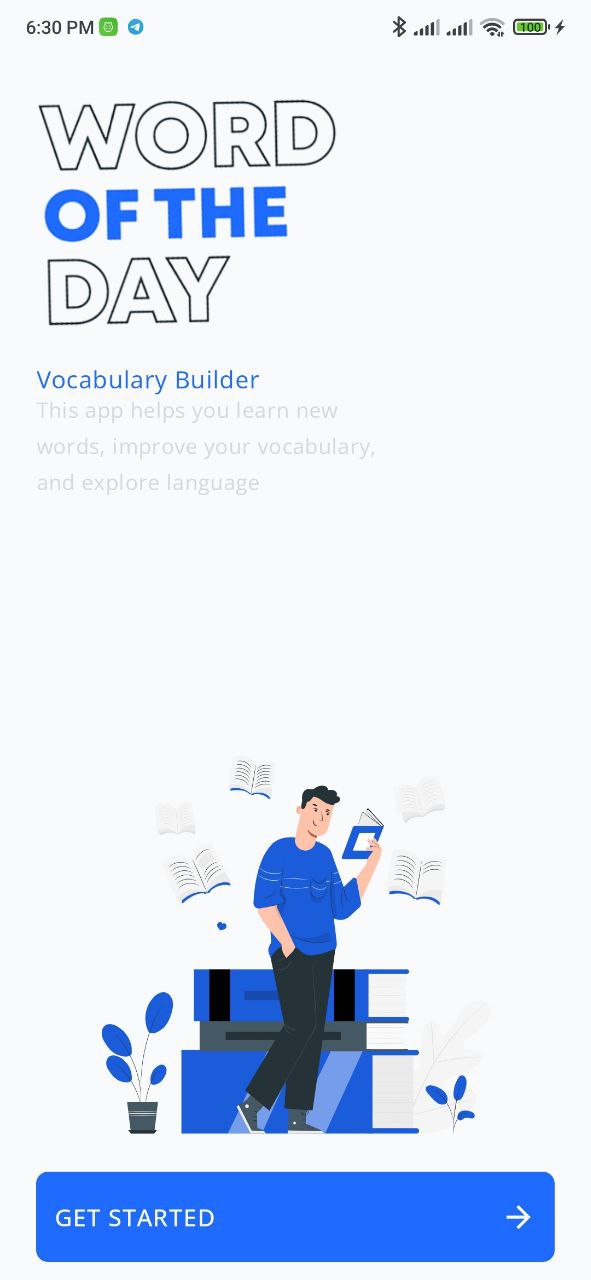 6:30 PM
100
WORD
OF THE
DAY
Vocabulary Builder
This app helps you learn new
words, improve your vocabulary,
and explore language
GET STARTED